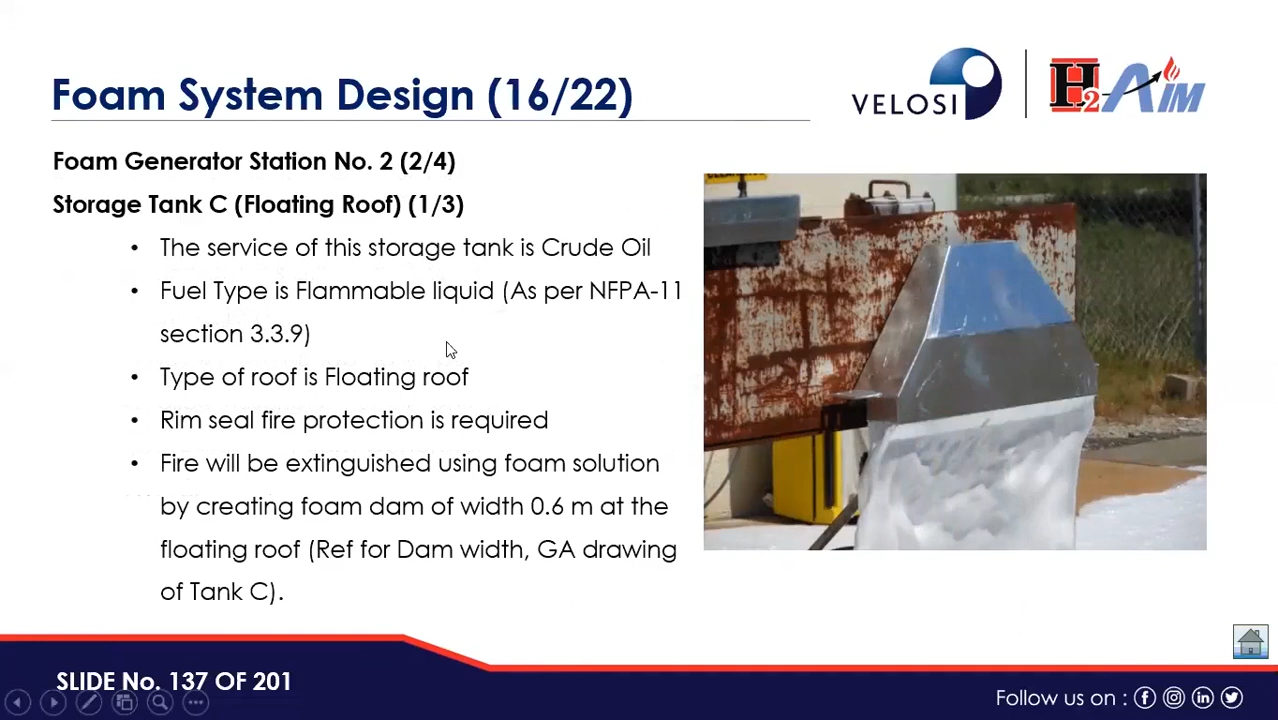 Foam System Design (16/22)
VELOSI
H2AIM
Foam Generator Station No. 2 (2/4)
Storage Tank C (Floating Roof) (1/3)
• The service of this storage tank is Crude Oil
• Fuel Type is Flammable liquid (As per NFPA-11
section 3.3.9)
• Type of roof is Floating roof
• Rim seal fire protection is required
• Fire will be extinguished using foam solution
by creating foam dam of width 0.6 m at the
floating roof (Ref for Dam width, GA drawing
of Tank C).
SLIDE No. 137 OF 201
Follow us on :